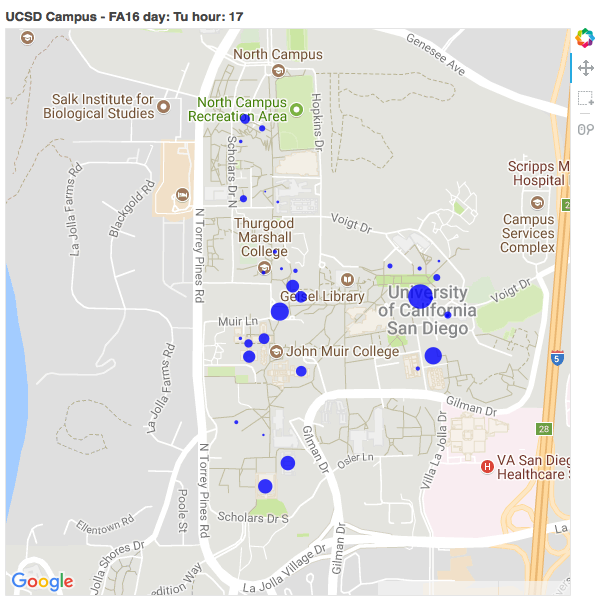 UCSD Campus - FA16 day: Tu hour: 17
Genesee Ave
North Campus
Salk Institute for
Biological Studies
North Campus
Recreation Area
Hopkins Dr
Scholars Dr N
La Jolla Farms Rd
Blackgold Rd
Scripps M
Hospital
2
Campus
Services
Complex
N Torrey Pines Rd
Voigt Dr
Thurgood
Marshall
College
Geisel Library
University
of California
San Diego
Voigt Dr
Muir Ln
John Muir College
5
La Jolla Farms Rd
Gilman Dr
28
Gilman Dr
Villa La Jolla Dr
Osler Ln
VA San Dieg
Healthcare S
H
N Torrey Pines Rd
Poole St
Ellentown Rd
Scholars Dr S
La
Gilman Dr
La Jolla Shores Dr
La Jolla Village Dr
edition Way
Google